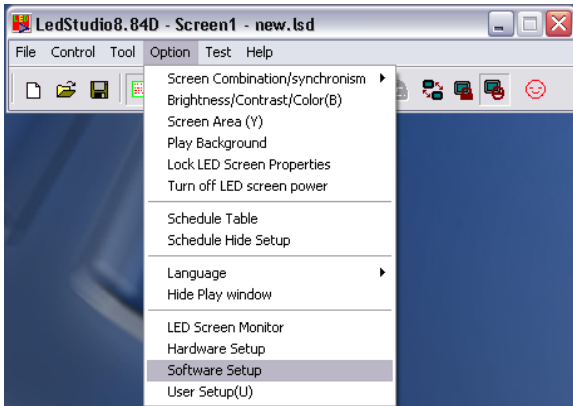 LED LedStudio8.84D - Screen1 - new.lsd
File Control Tool Option Test Help
Screen Combination/synchronism
Brightness/Contrast/Color(B)
Screen Area (Y)
Play Background
Lock LED Screen Properties
Turn off LED screen power
Schedule Table
Schedule Hide Setup
Language
Hide Play window
LED Screen Monitor
Hardware Setup
Software Setup
User Setup(U)